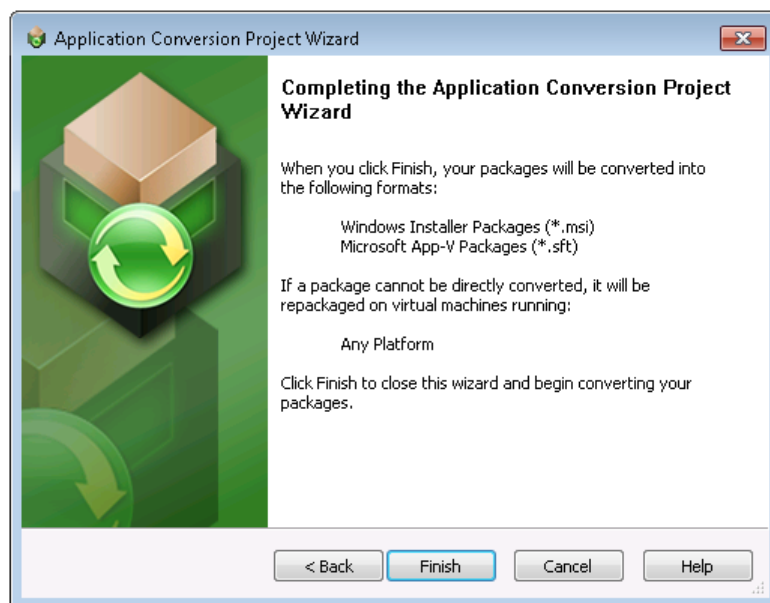 Application Conversion Project Wizard
Completing the Application Conversion Project
Wizard
When you click Finish, your packages will be converted into
the following formats:
Windows Installer Packages (*.msi)
Microsoft App-V Packages (*.sft)
If a package cannot be directly converted, it will be
repackaged on virtual machines running:
Any Platform
Click Finish to close this wizard and begin converting your
packages.
< Back Finish Cancel Help